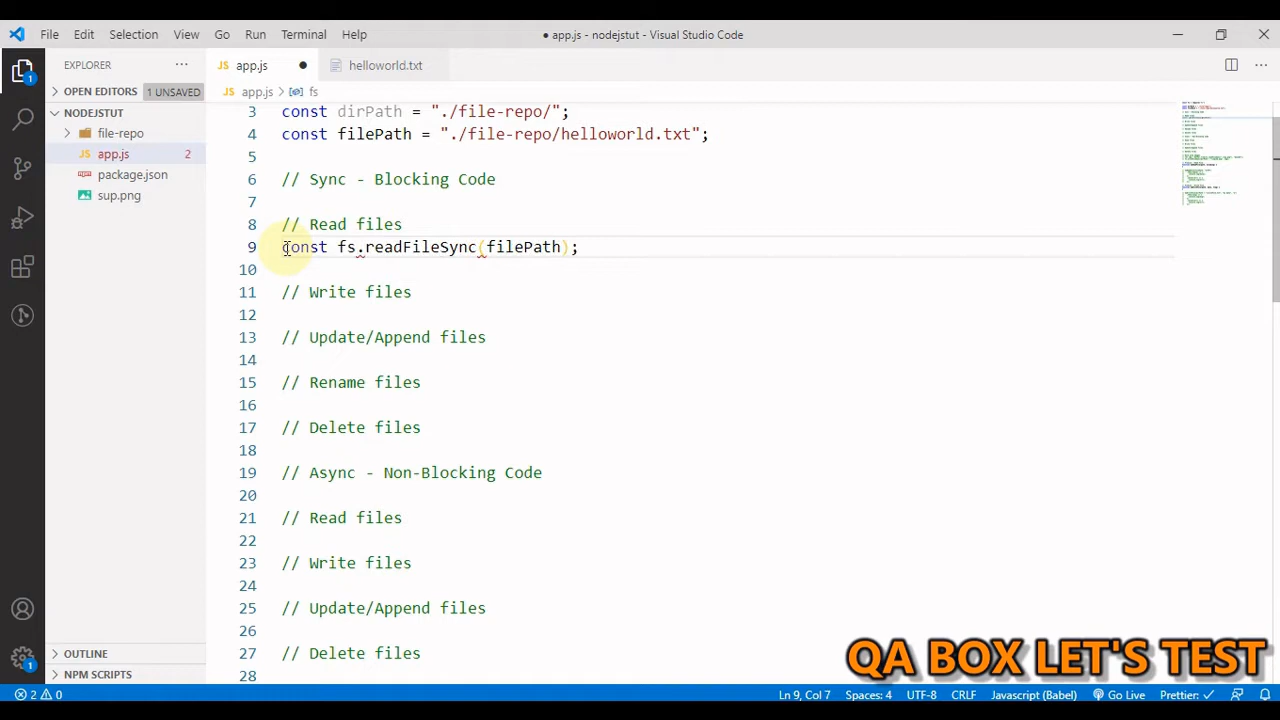 File Edit Selection View Go Run Terminal Help
● app.js - nodejstut - Visual Studio Code
EXPLORER ···
JS app.js ● helloworld.txt
OPEN EDITORS 1 UNSAVED
JS app.js > fs
NODEJSTUT
file-repo
JS app.js 2
package.json
sup.png
3 const dirPath = "./file-repo/";
4 const filePath = "./file-repo/helloworld.txt";
5
6 // Sync - Blocking Code
7
8 // Read files
9 const fs.readFileSync(filePath);
10
11 // Write files
12
13 // Update/Append files
14
15 // Rename files
16
17 // Delete files
18
19 // Async - Non-Blocking Code
20
21 // Read files
22
23 // Write files
24
25 // Update/Append files
26
27 // Delete files
28
1
1
OUTLINE
NPM SCRIPTS
QA BOX LET'S TEST
2 0 Ln 9, Col 7 Spaces: 4 UTF-8 CRLF Javascript (Babel) Go Live Prettier: ✓